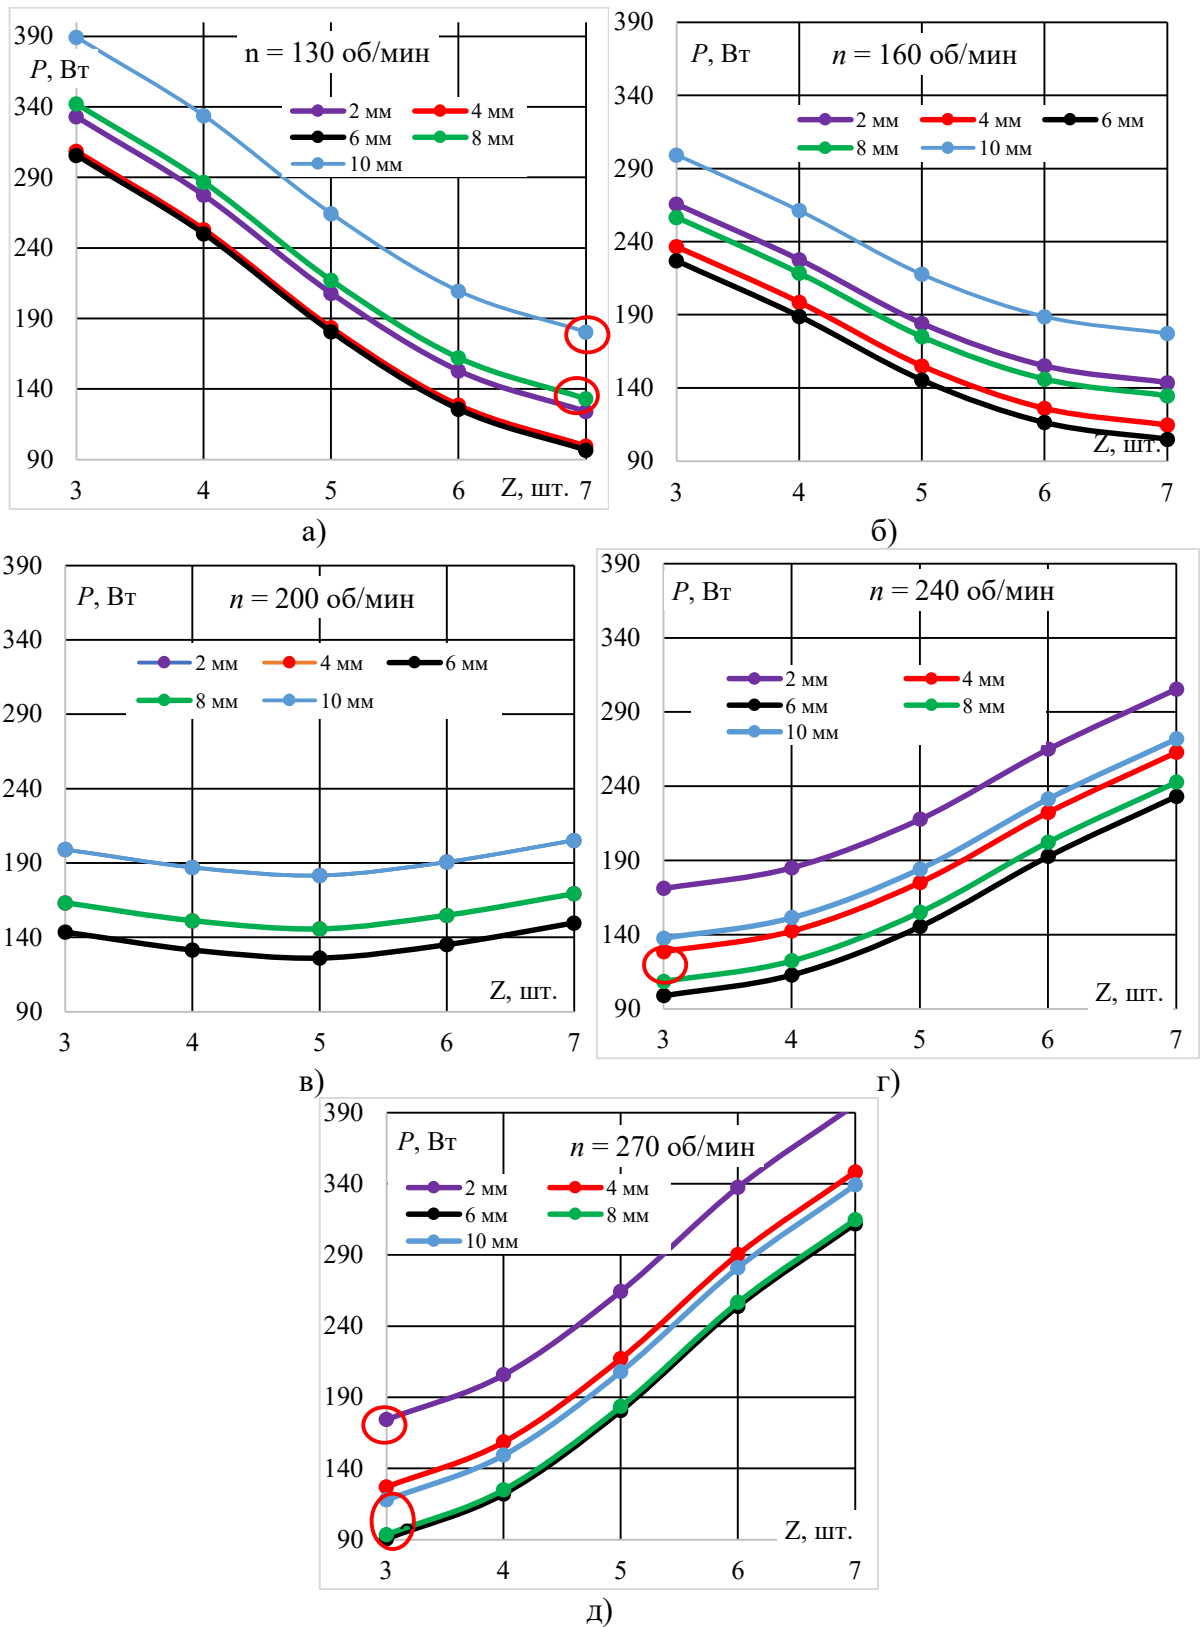 n = 130 об/мин
P, Вт
2 мм 4 мм
6 мм 8 мм
10 мм
390
340
290
240
190
140
90
3 4 5 6 7
Z, шт.
а)
n = 160 об/мин
P, Вт
2 мм 4 мм 6 мм
8 мм 10 мм
390
340
290
240
190
140
90
3 4 5 6 7
Z, шт.
б)
n = 200 об/мин
P, Вт
2 мм 4 мм 6 мм
8 мм 10 мм
390
340
290
240
190
140
90
3 4 5 6 7
Z, шт.
в)
n = 240 об/мин
P, Вт
2 мм 4 мм
6 мм 8 мм
10 мм
390
340
290
240
190
140
90
3 4 5 6 7
Z, шт.
г)
n = 270 об/мин
P, Вт
2 мм 4 мм
6 мм 8 мм
10 мм
390
340
290
240
190
140
90
3 4 5 6 7
Z, шт.
д)